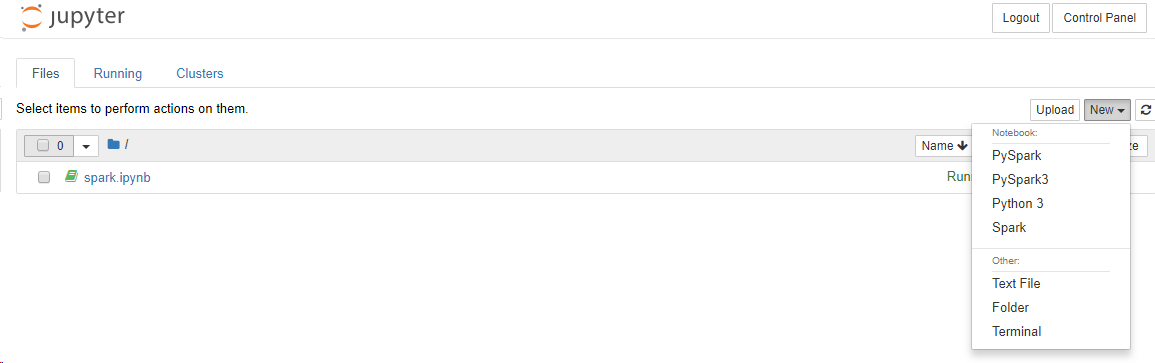 jupyter
Logout
Control Panel
Files
Running
Clusters
Select items to perform actions on them.
Upload
New
0
/
Name
spark.ipynb
Notebook:
PySpark
PySpark3
Python 3
Spark
Other:
Text File
Folder
Terminal